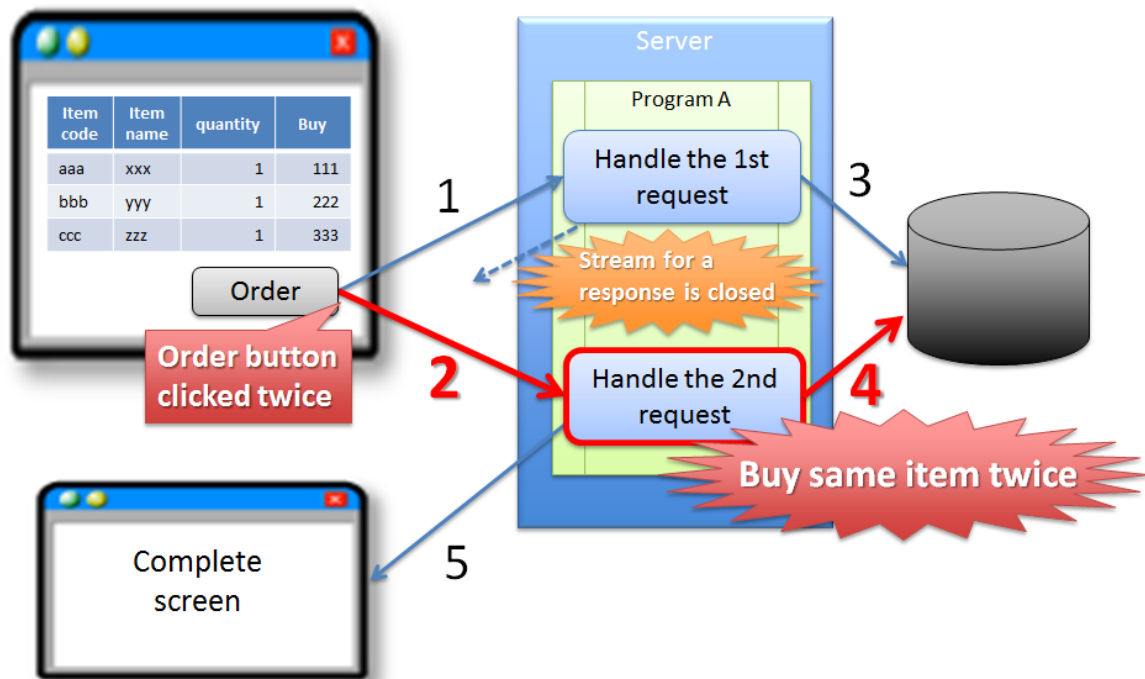 Server
Program A
Item code
Item name
quantity
Buy
aaa xxx 1 111
bbb yyy 1 222
ccc zzz 1 333
Order
Order button
clicked twice
1
Handle the 1st
request
3
Stream for a
response is closed
2
Handle the 2nd
request
4
Buy same item twice
5
Complete
screen